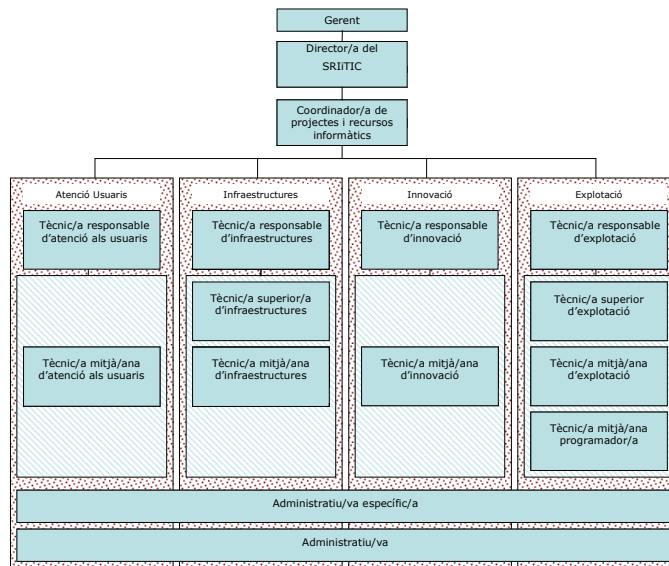 Gerent
Director/a del
SRIiTIC
Coordinador/a de
projectes i recursos
informàtics
Atenció Usuaris
Infraestructures
Innovació
Explotació
Tècnic/a responsable
d'atenció als usuaris
Tècnic/a responsable
d'infraestructures
Tècnic/a responsable
d'innovació
Tècnic/a responsable
d'explotació
Tècnic/a superior/a
d'infraestructures
Tècnic/a superior
d'explotació
Tècnic/a mitjà/ana
d'atenció als usuaris
Tècnic/a mitjà/ana
d'infraestructures
Tècnic/a mitjà/ana
d'innovació
Tècnic/a mitjà/ana
d'explotació
Tècnic/a mitjà/ana
programador/a
Administratiu/va específic/a
Administratiu/va